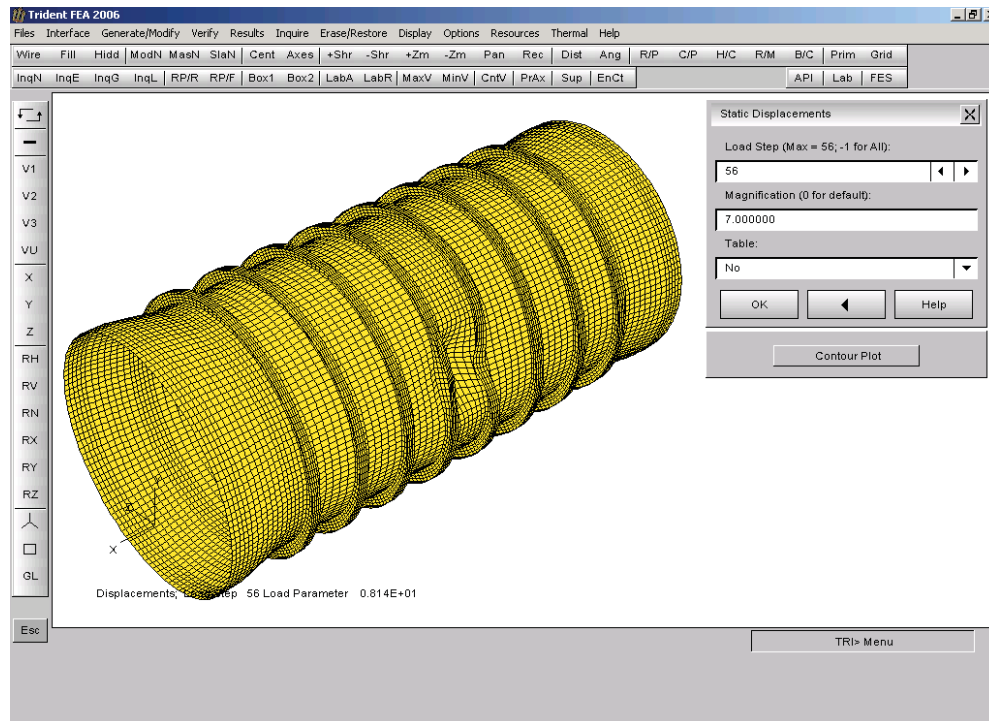 Trident FEA 2006
Files Interface Generate/Modify Verify Results Inquire Erase/Restore Display Options Resources Thermal Help
Wire Fill Hidd ModN MasN SlaN Cent Axes +Shr -Shr +Zm -Zm Pan Rec Dist Ang R/P C/P H/C R/M B/C Prim Grid
InqN InqE InqG InqL RP/R RP/F Box1 Box2 LabA LabR MaxV MinV CntV PrAx Sup EnCt API Lab FES
Static Displacements
Load Step (Max = 56; -1 for All):
56
Magnification (0 for default):
7.000000
Table:
No
OK Help
Contour Plot
V1
V2
V3
VU
X
Y
Z
RH
RV
RN
RX
RY
RZ
GL
Esc
X
Displacements; Load Step 56 Load Parameter 0.814E+01
TRI> Menu